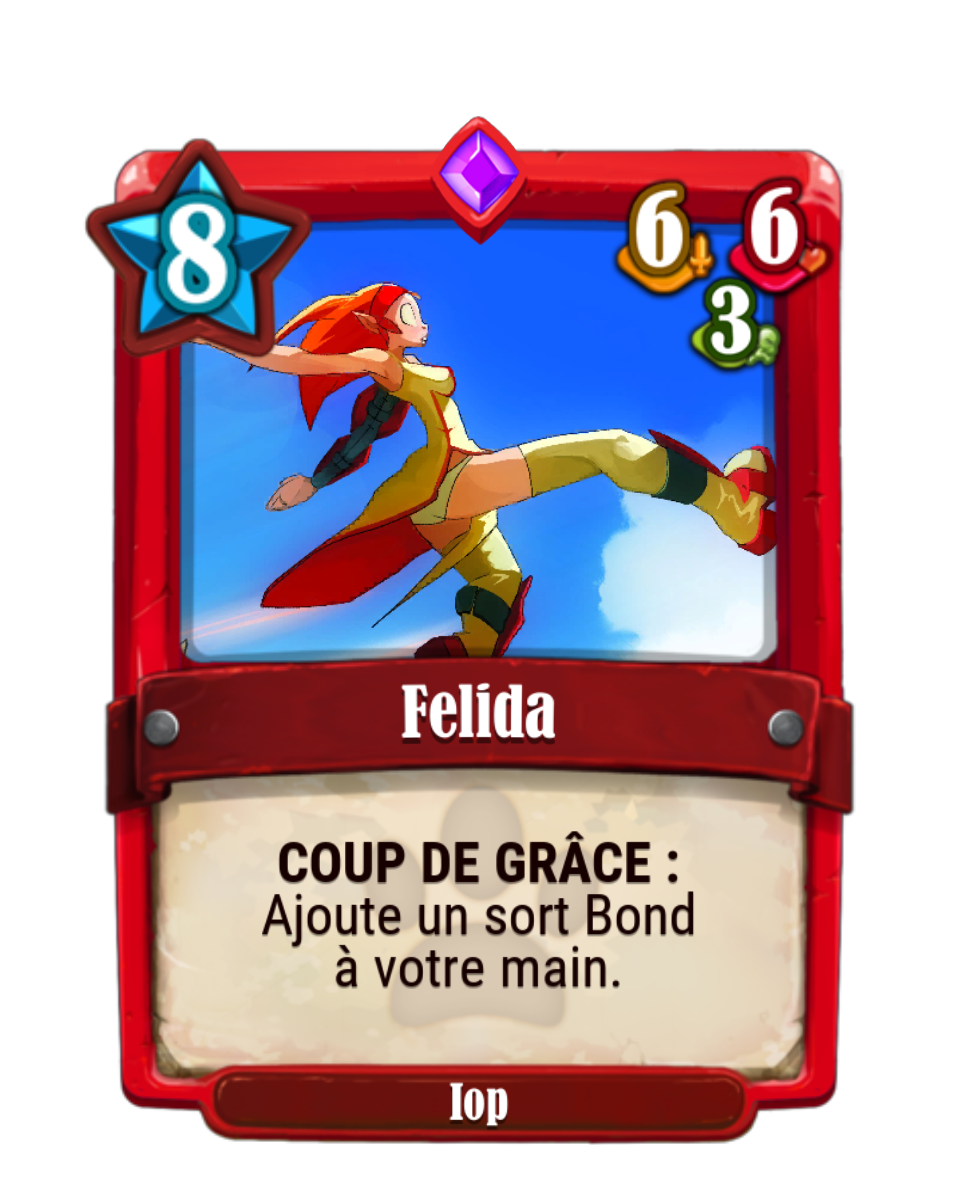 8
6
6
3
Felida
COUP DE GRÂCE :
Ajoute un sort Bond
à votre main.
Iop